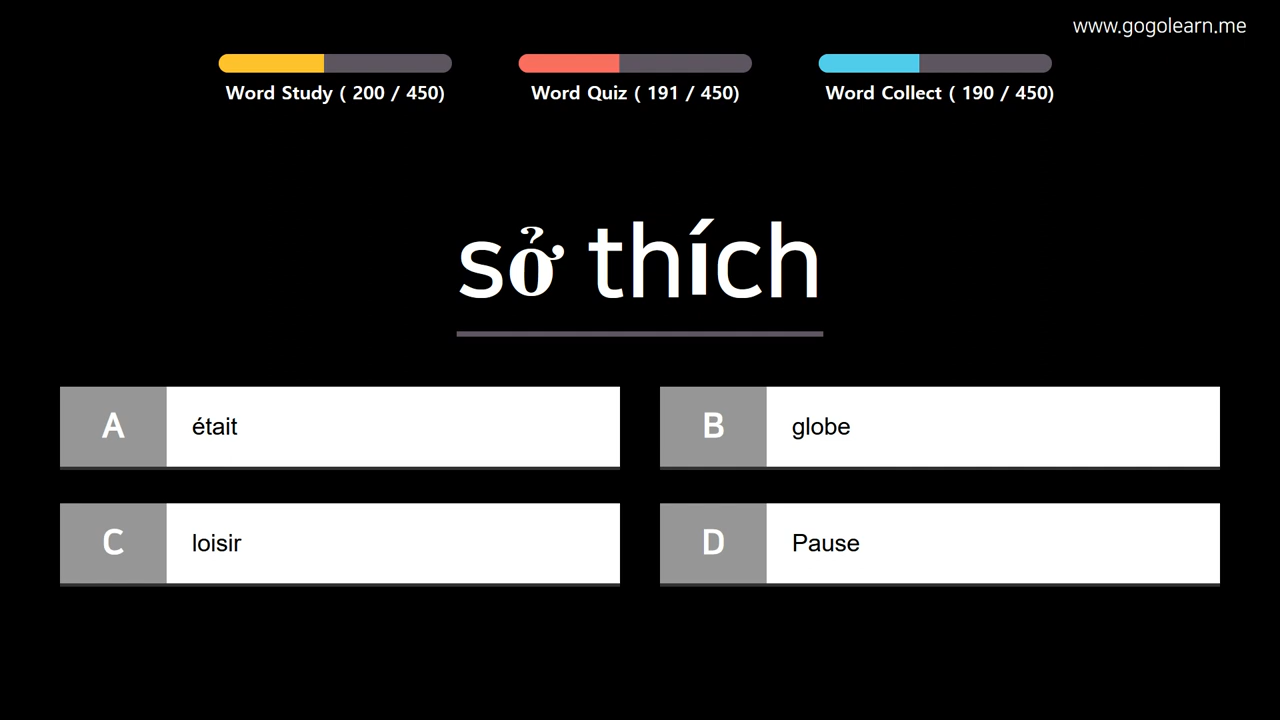 www.gogolearn.me
Word Study ( 200 / 450)
Word Quiz ( 191 / 450)
Word Collect ( 190 / 450)
sở thích
A était
B globe
C loisir
D Pause